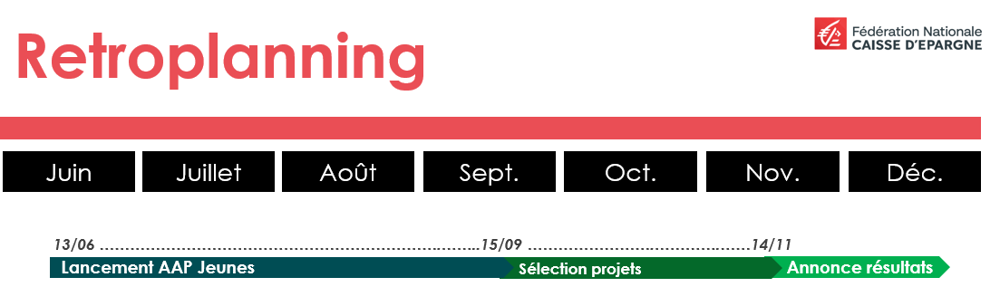 Retroplanning
Fédération Nationale
CAISSE D'EPARGNE
Juin Juillet Août Sept. Oct. Nov. Déc.
13/06 ................................................................................15/09 .............................................14/11
Lancement AAP Jeunes Sélection projets Annonce résultats